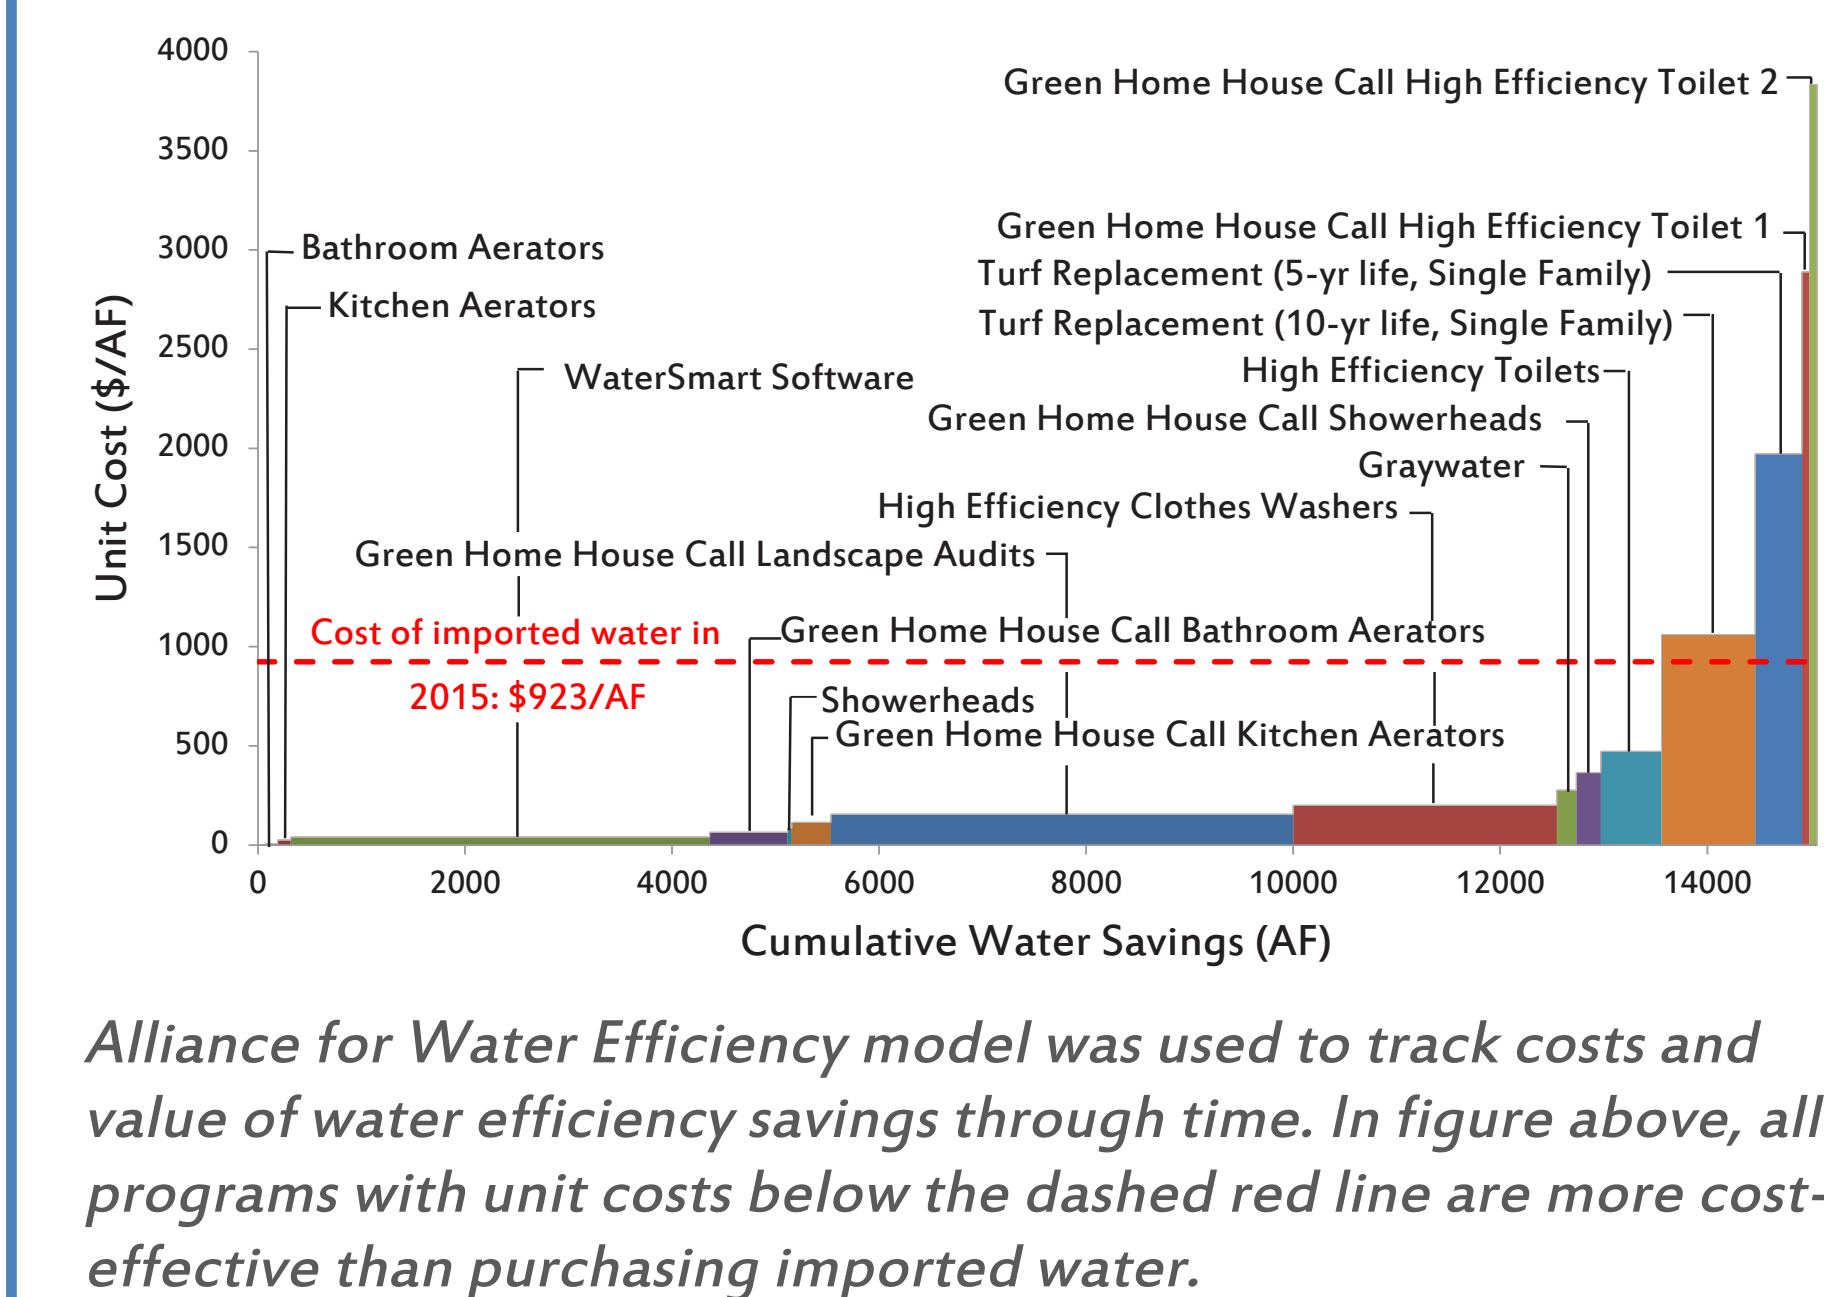 4000
Green Home House Call High Efficiency Toilet 2
3500
Green Home House Call High Efficiency Toilet 1
3000
Bathroom Aerators
Turf Replacement (5-yr life, Single Family)
Kitchen Aerators
Turf Replacement (10-yr life, Single Family)
2500
WaterSmart Software
High Efficiency Toilets
Green Home House Call Showerheads
2000
Graywater
High Efficiency Clothes Washers
1500
Green Home House Call Landscape Audits
Cost of imported water in
Green Home House Call Bathroom Aerators
1000
2015: $923/AF
Showerheads
Green Home House Call Kitchen Aerators
500
0
Unit Cost ($/AF)
0 2000 4000 6000 8000 10000 12000 14000
Cumulative Water Savings (AF)
Alliance for Water Efficiency model was used to track costs and
value of water efficiency savings through time. In figure above, all
programs with unit costs below the dashed red line are more cost-
effective than purchasing imported water.